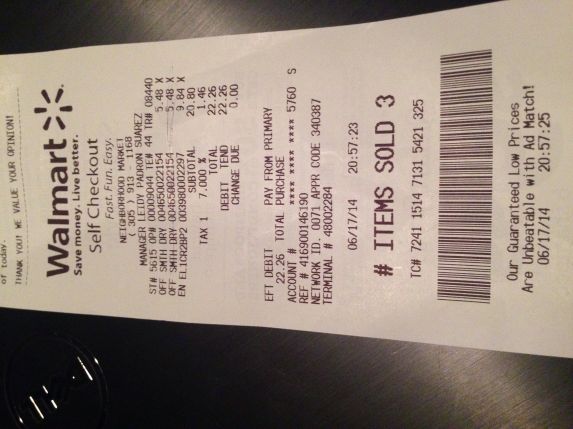 of today.
THANK YOU! WE VALUE YOUR OPINION!
Walmart
Save money. Live better.
Self Checkout
Fast. Fun. Easy.
NEIGHBORHOOD MARKET
( 305 ) 913 - 1168
MANAGER LEIDY PADRON SUAREZ
ST# 5615 OP# 00009044 TE# 44 TR# 08440
OFF SMTH DRY 004650022154 5.48 X
OFF SMTH DRY 004650022154 5.48 X
EN ELTCR2BP2 003980002297 9.84 X
SUBTOTAL 20.80
TAX 1 7.000 % 1.46
TOTAL 22.26
DEBIT TEND 22.26
CHANGE DUE 0.00
EFT DEBIT PAY FROM PRIMARY
22.26 TOTAL PURCHASE
ACCOUNT # **** **** **** 5760 S
REF # 416900146190
NETWORK ID. 0071 APPR CODE 340387
TERMINAL # 48002284
06/17/14 20:57:23
# ITEMS SOLD 3
TC# 7241 1514 7131 5421 325
Our Guaranteed Low Prices
Are Unbeatable with Ad Match!
06/17/14 20:57:25